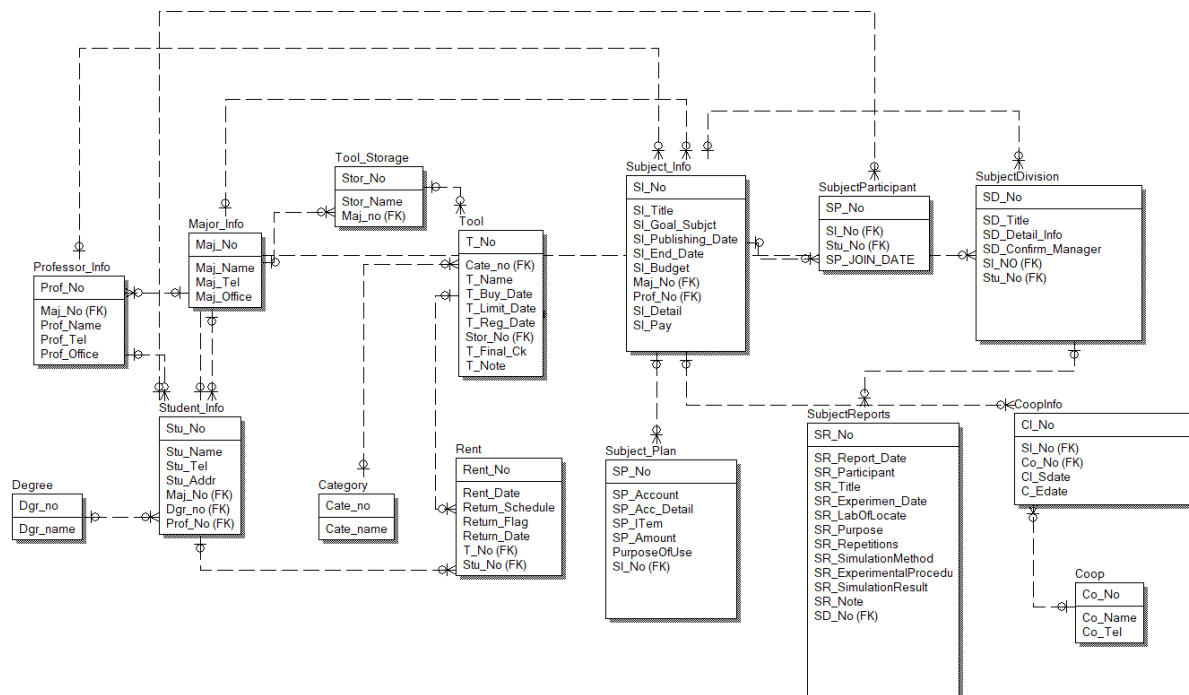 Tool_Storage
Stor_No
Stor_Name
Maj_no (FK)
Subject_Info
SI_No
SI_Title
SI_Goal_Subjct
SI_Publishing_Date
SI_End_Date
SI_Budget
Maj_No (FK)
Prof_No (FK)
SI_Detail
SI_Pay
SubjectParticipant
SP_No
SI_No (FK)
Stu_No (FK)
SP_JOIN_DATE
SubjectDivision
SD_No
SD_Title
SD_Detail_Info
SD_Confirm_Manager
SI_NO (FK)
Stu_No (FK)
Major_Info
Maj_No
Maj_Name
Maj_Tel
Maj_Office
Tool
T_No
Cate_no (FK)
T_Name
T_Buy_Date
T_Limit_Date
T_Reg_Date
Stor_No (FK)
T_Final_Ck
T_Note
Professor_Info
Prof_No
Maj_No (FK)
Prof_Name
Prof_Tel
Prof_Office
Student_Info
Stu_No
Stu_Name
Stu_Tel
Stu_Addr
Maj_No (FK)
Dgr_no (FK)
Prof_No (FK)
Degree
Dgr_no
Dgr_name
Category
Cate_no
Cate_name
Rent
Rent_No
Rent_Date
Return_Schedule
Return_Flag
Return_Date
T_No (FK)
Stu_No (FK)
Subject_Plan
SP_No
SP_Account
SP_Acc_Detail
SP_ITem
SP_Amount
PurposeOfUse
SI_No (FK)
SubjectReports
SR_No
SR_Report_Date
SR_Participant
SR_Title
SR_Experimen_Date
SR_LabOfLocate
SR_Purpose
SR_Repetitions
SR_SimulationMethod
SR_ExperimentalProcedu
SR_SimulationResult
SR_Note
SD_No (FK)
CoopInfo
CI_No
SI_No (FK)
Co_No (FK)
CI_Sdate
C_Edate
Coop
Co_No
Co_Name
Co_Tel